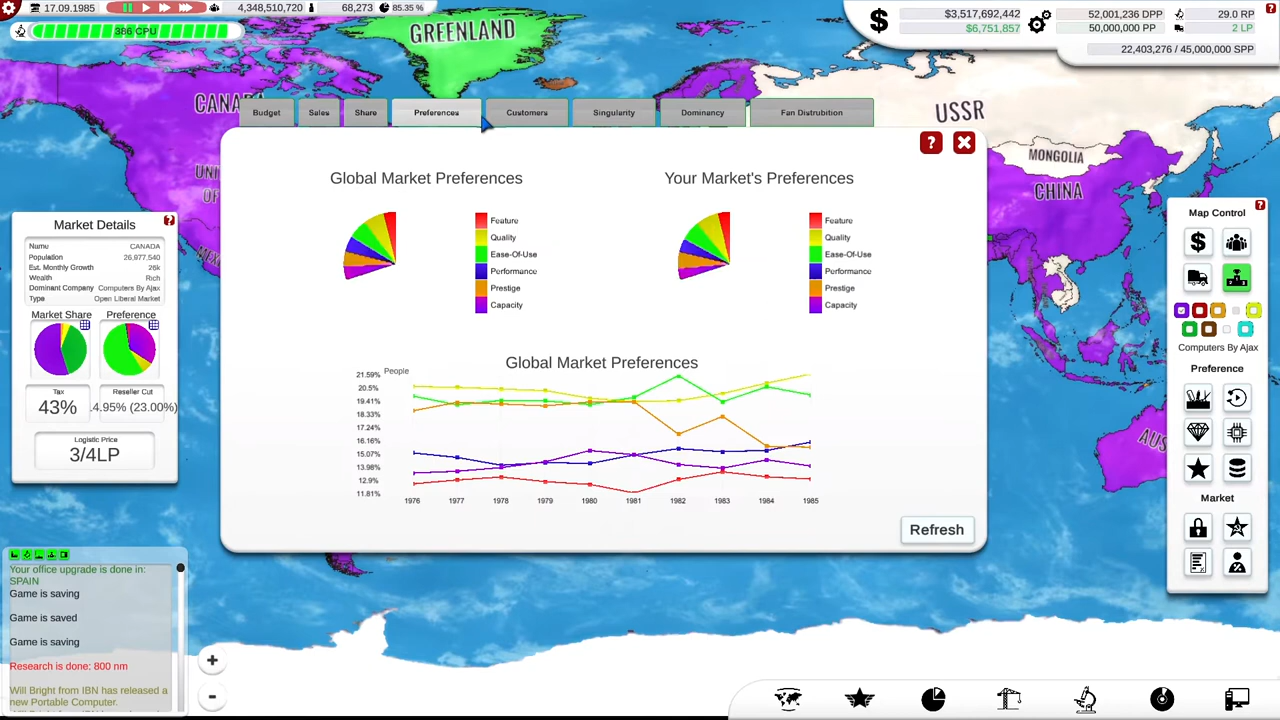 17.09.1985
4,348,510,720
68,273
85.35 %
386 CPU
$
$3,517,692,442
$6,751,857
52,001,236 DPP
50,000,000 PP
29.0 RP
2 LP
22,403,276 / 45,000,000 SPP
GREENLAND
USSR
MONGOLIA
CHINA
Budget
Sales
Share
Preferences
Customers
Singularity
Dominancy
Fan Distrubition
Global Market Preferences
Feature
Quality
Ease-Of-Use
Performance
Prestige
Capacity
Your Market's Preferences
Feature
Quality
Ease-Of-Use
Performance
Prestige
Capacity
Global Market Preferences
People
21.59%
20.5%
19.41%
18.33%
17.24%
16.16%
15.07%
13.98%
12.9%
11.81%
1976 1977 1978 1979 1980 1981 1982 1983 1984 1985
Refresh
Market Details
Name CANADA
Population 26,977,540
Est. Monthly Growth 26k
Wealth Rich
Dominant Company Computers By Ajax
Type Open Liberal Market
Market Share
Preference
Tax
43%
Reseller Cut
4.95% (23.00%)
Logistic Price
3/4LP
Your office upgrade is done in:
SPAIN
Game is saving
Game is saved
Game is saving
Research is done: 800 nm
Will Bright from IBN has released a
new Portable Computer.
+
-
Map Control
$
Computers By Ajax
Preference
Market